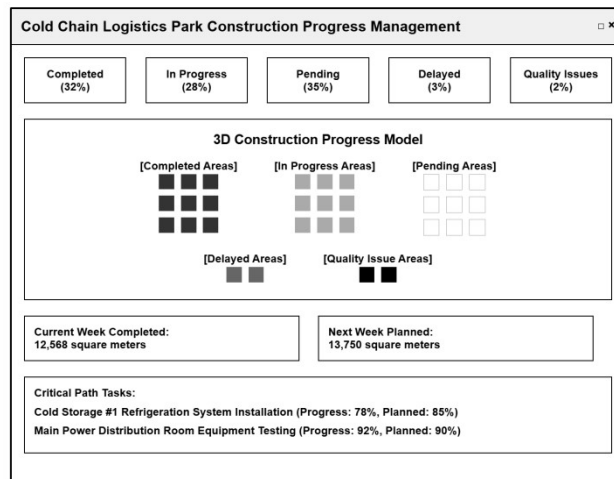 Cold Chain Logistics Park Construction Progress Management
Completed
(32%)
In Progress
(28%)
Pending
(35%)
Delayed
(3%)
Quality Issues
(2%)
3D Construction Progress Model
[Completed Areas]
[In Progress Areas]
[Pending Areas]
[Delayed Areas]
[Quality Issue Areas]
Current Week Completed:
12,568 square meters
Next Week Planned:
13,750 square meters
Critical Path Tasks:
Cold Storage #1 Refrigeration System Installation (Progress: 78%, Planned: 85%)
Main Power Distribution Room Equipment Testing (Progress: 92%, Planned: 90%)